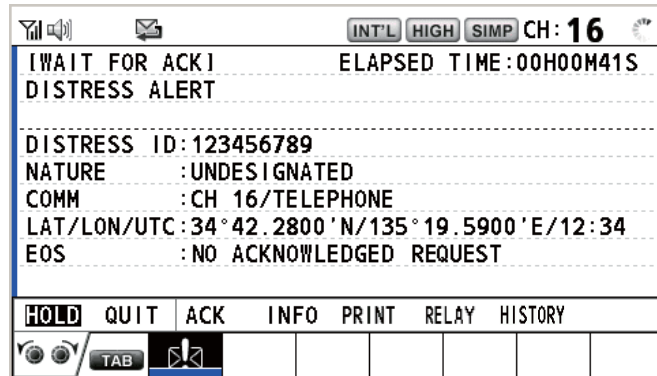 INT'L HIGH SIMP CH: 16
[WAIT FOR ACK] ELAPSED TIME:00H00M41S
DISTRESS ALERT
DISTRESS ID:123456789
NATURE :UNDESIGNATED
COMM :CH 16/TELEPHONE
LAT/LON/UTC:34°42.2800'N/135°19.5900'E/12:34
EOS :NO ACKNOWLEDGED REQUEST
HOLD QUIT ACK INFO PRINT RELAY HISTORY
TAB